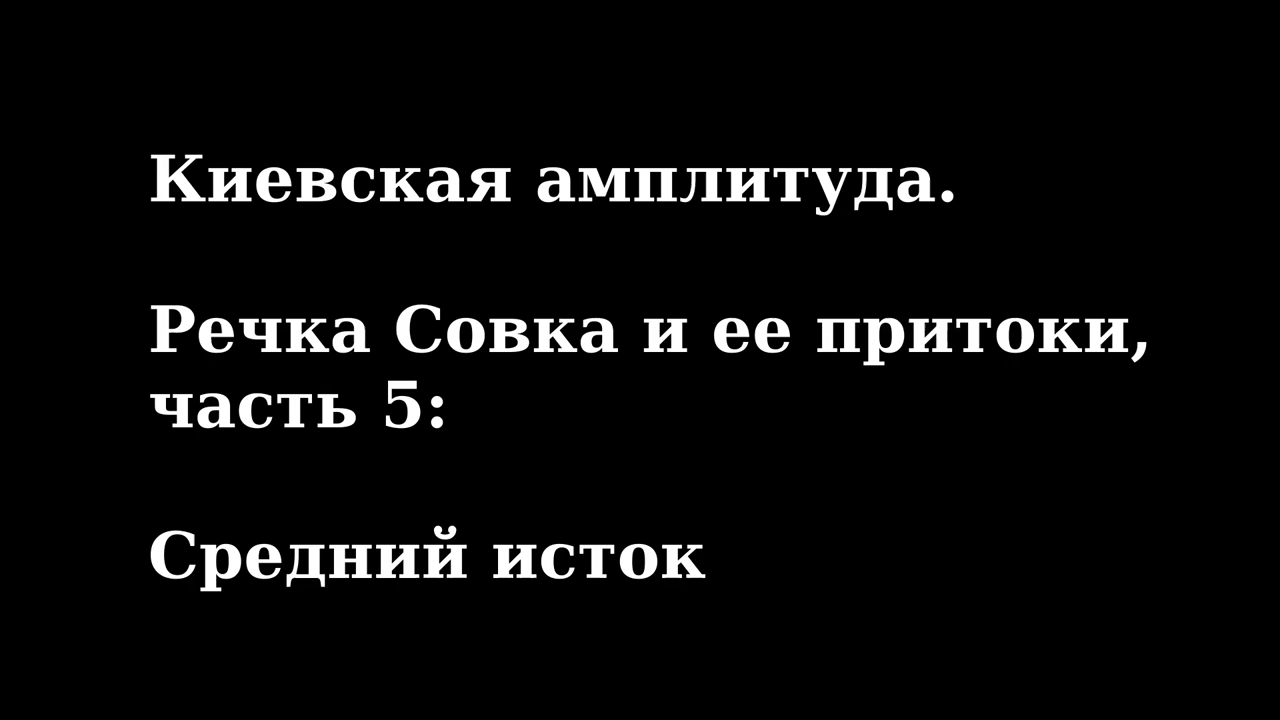 Киевская амплитуда.
Речка Совка и ее притоки,
часть 5:
Средний исток